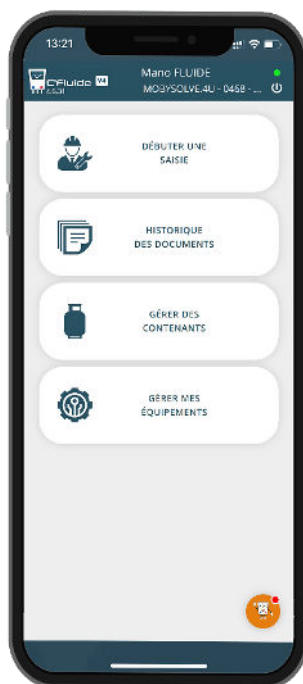 13:21
CFluide V4
Mano FLUIDE
MOBYSOLVE.4U - 0458 - ...
DÉBUTER UNE
SAISIE
HISTORIQUE
DES DOCUMENTS
GÉRER DES
CONTENANTS
GÉRER MES
ÉQUIPEMENTS